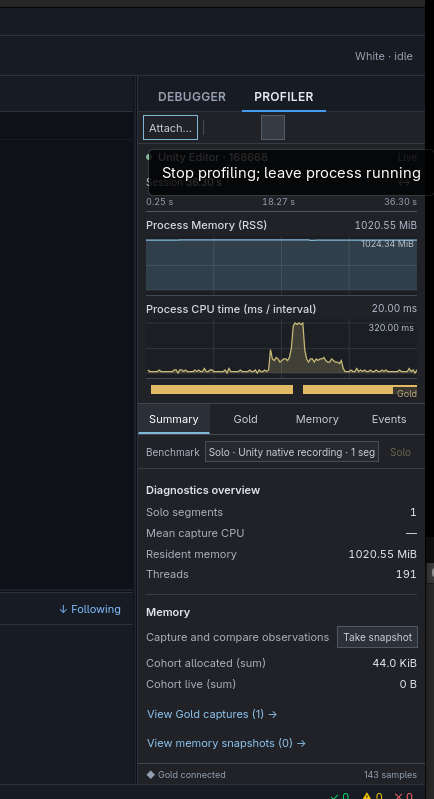 White · idle
DEBUGGER PROFILER
Attach...
Unity Editor · 168668 Live
Stop profiling; leave process running
Session 36.30 s
0.25 s 18.27 s 36.30 s
Process Memory (RSS) 1020.55 MiB
1024.34 MiB
Process CPU time (ms / interval) 20.00 ms
320.00 ms
Gold
Summary Gold Memory Events
Benchmark Solo · Unity native recording · 1 seg Solo
Diagnostics overview
Solo segments 1
Mean capture CPU —
Resident memory 1020.55 MiB
Threads 191
↓ Following
Memory
Capture and compare observations Take snapshot
Cohort allocated (sum) 44.0 KiB
Cohort live (sum) 0 B
View Gold captures (1) →
View memory snapshots (0) →
◆ Gold connected 143 samples
0 0 0